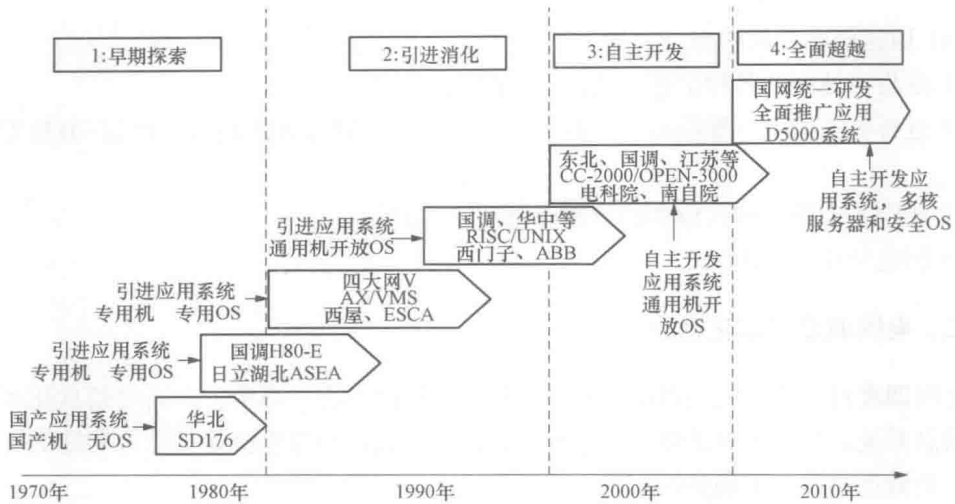 1:早期探索
2:引进消化
3:自主开发
4:全面超越
国网统一研发
全面推广应用
D5000系统
东北、国调、江苏等
CC-2000/OPEN-3000
电科院、南自院
自主开发应
用系统，多核
服务器和安全OS
引进应用系统
通用机开放OS
国调、华中等
RISC/UNIX
西门子、ABB
自主开发
应用系统
通用机开
放OS
引进应用系统
专用机 专用OS
四大网V
AX/VMS
西屋、ESCA
引进应用系统
专用机 专用OS
国调H80-E
日立湖北ASEA
国产应用系统
国产机 无OS
华北
SD176
1970年
1980年
1990年
2000年
2010年